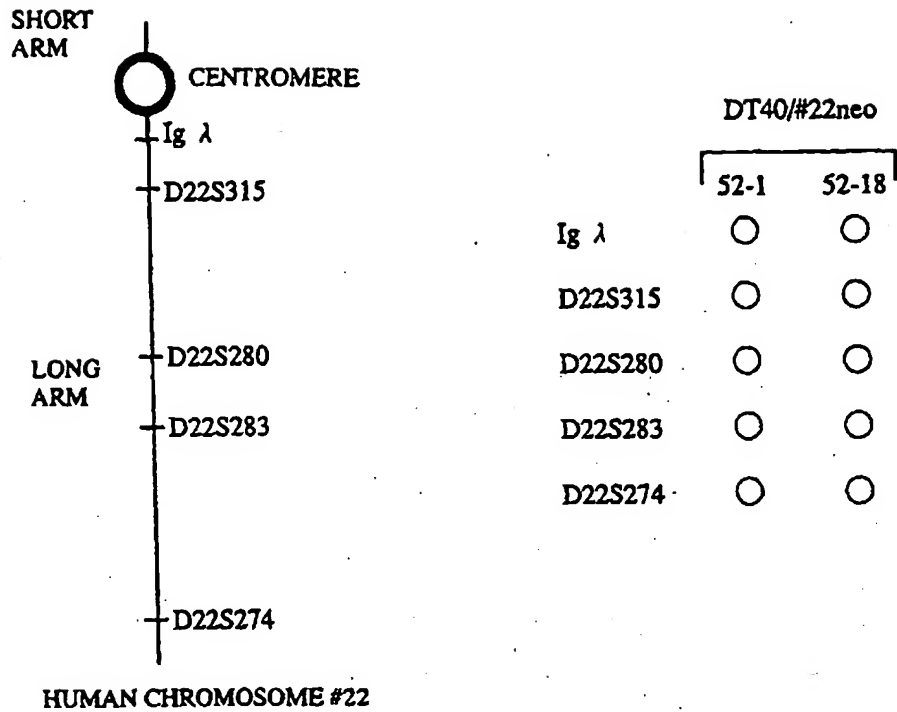 SHORT
ARM
CENTROMERE
Ig λ
D22S315
D22S280
LONG
ARM
D22S283
D22S274
HUMAN CHROMOSOME #22
DT40/#22neo
52-1 52-18
Ig λ
D22S315
D22S280
D22S283
D22S274